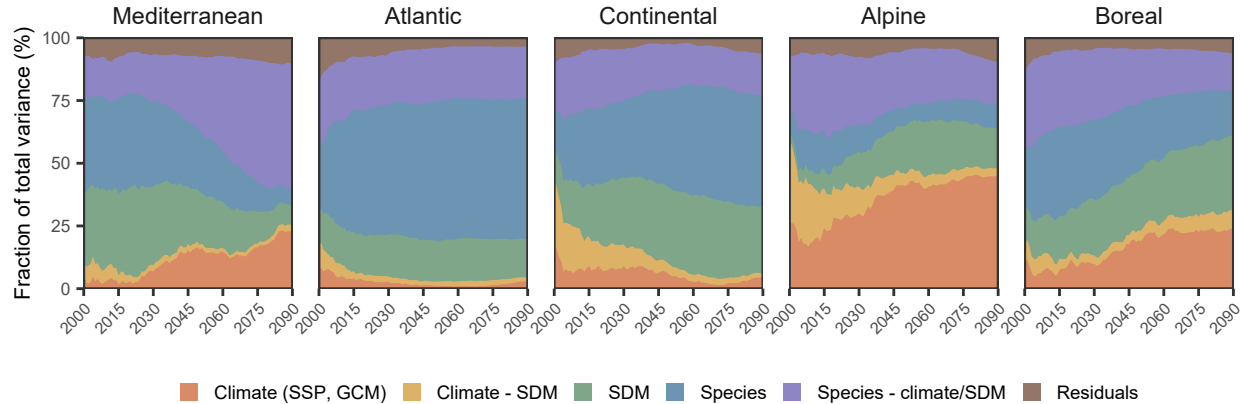 Mediterranean Atlantic Continental Alpine Boreal
Fraction of total variance (%)
100
75
50
25
0
2000 2015 2030 2045 2060 2075 2090 2000 2015 2030 2045 2060 2075 2090 2000 2015 2030 2045 2060 2075 2090 2000 2015 2030 2045 2060 2075 2090 2000 2015 2030 2045 2060 2075 2090
Climate (SSP, GCM) Climate - SDM SDM Species Species - climate/SDM Residuals